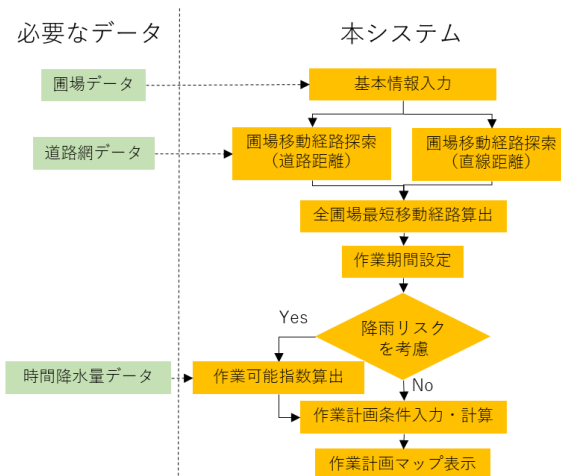 必要なデータ
本システム
圃場データ
基本情報入力
道路網データ
圃場移動経路探索
（道路距離）
圃場移動経路探索
（直線距離）
全圃場最短移動経路算出
作業期間設定
降雨リスク
を考慮
Yes
No
時間降水量データ
作業可能指数算出
作業計画条件入力・計算
作業計画マップ表示